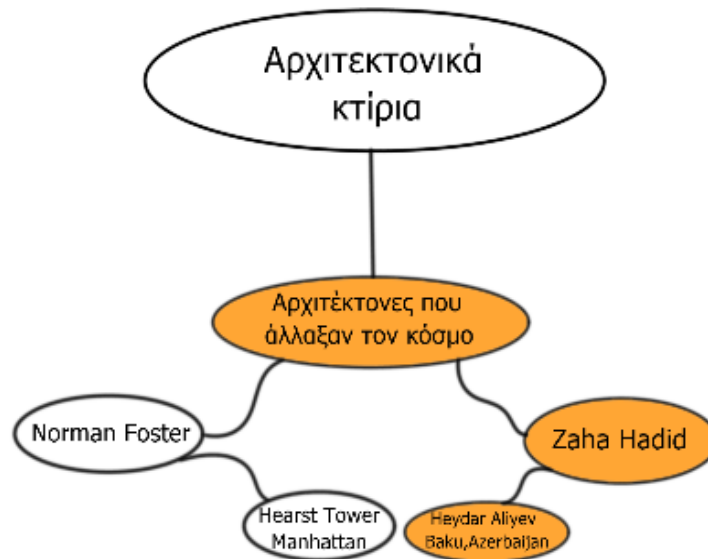 Αρχιτεκτονικά
κτίρια
Αρχιτέκτονες που
άλλαξαν τον κόσμο
Norman Foster
Zaha Hadid
Hearst Tower
Manhattan
Heydar Aliyev
Baku,Azerbaijan